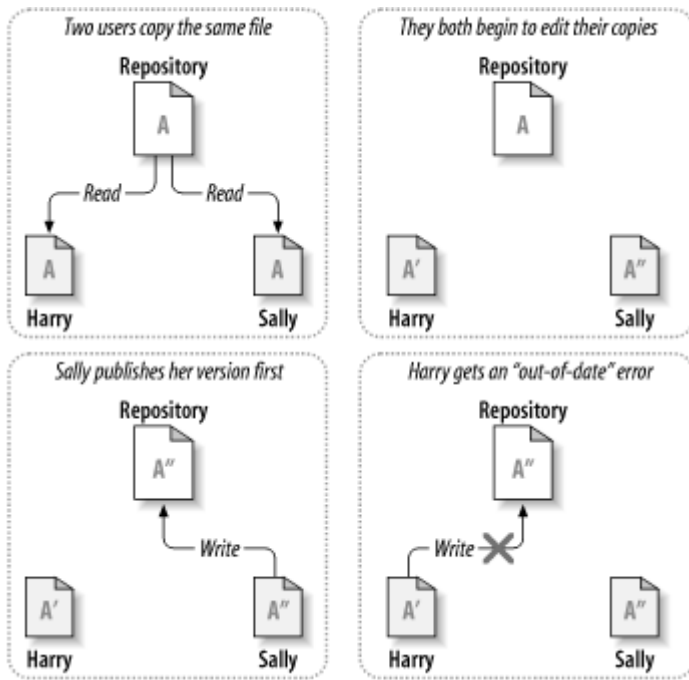 Two users copy the same file
Repository
A
Read
Read
A
A
Harry
Sally
They both begin to edit their copies
Repository
A
A′
A″
Harry
Sally
Sally publishes her version first
Repository
A″
Write
A′
A″
Harry
Sally
Harry gets an “out-of-date” error
Repository
A″
Write
A′
A″
Harry
Sally